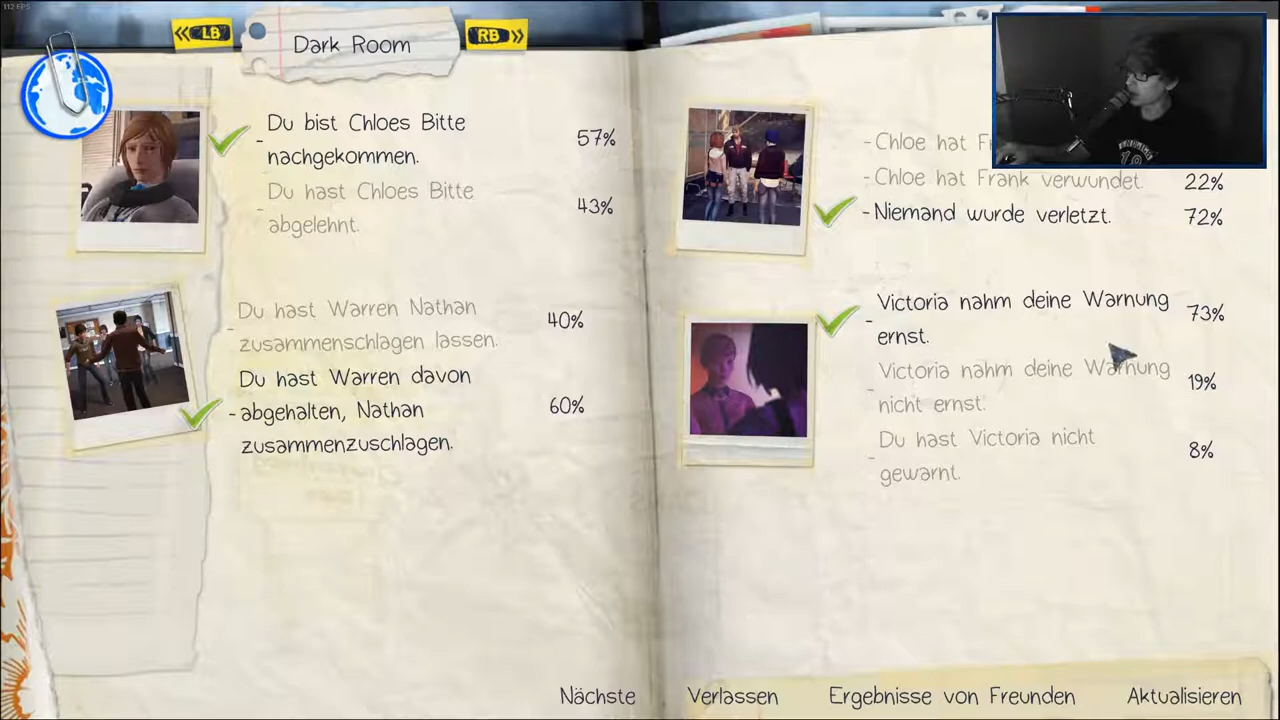 112 FPS
LB
Dark Room
RB
Du bist Chloes Bitte
- nachgekommen.
57%
Du hast Chloes Bitte
- abgelehnt.
43%
Du hast Warren Nathan
- zusammenschlagen lassen.
40%
Du hast Warren davon
- abgehalten, Nathan
zusammenzuschlagen.
60%
- Chloe hat
- Chloe hat Frank verwundet.
22%
- Niemand wurde verletzt.
72%
Victoria nahm deine Warnung
- ernst.
73%
Victoria nahm deine Warnung
- nicht ernst.
19%
Du hast Victoria nicht
- gewarnt.
8%
Nächste Verlassen Ergebnisse von Freunden Aktualisieren